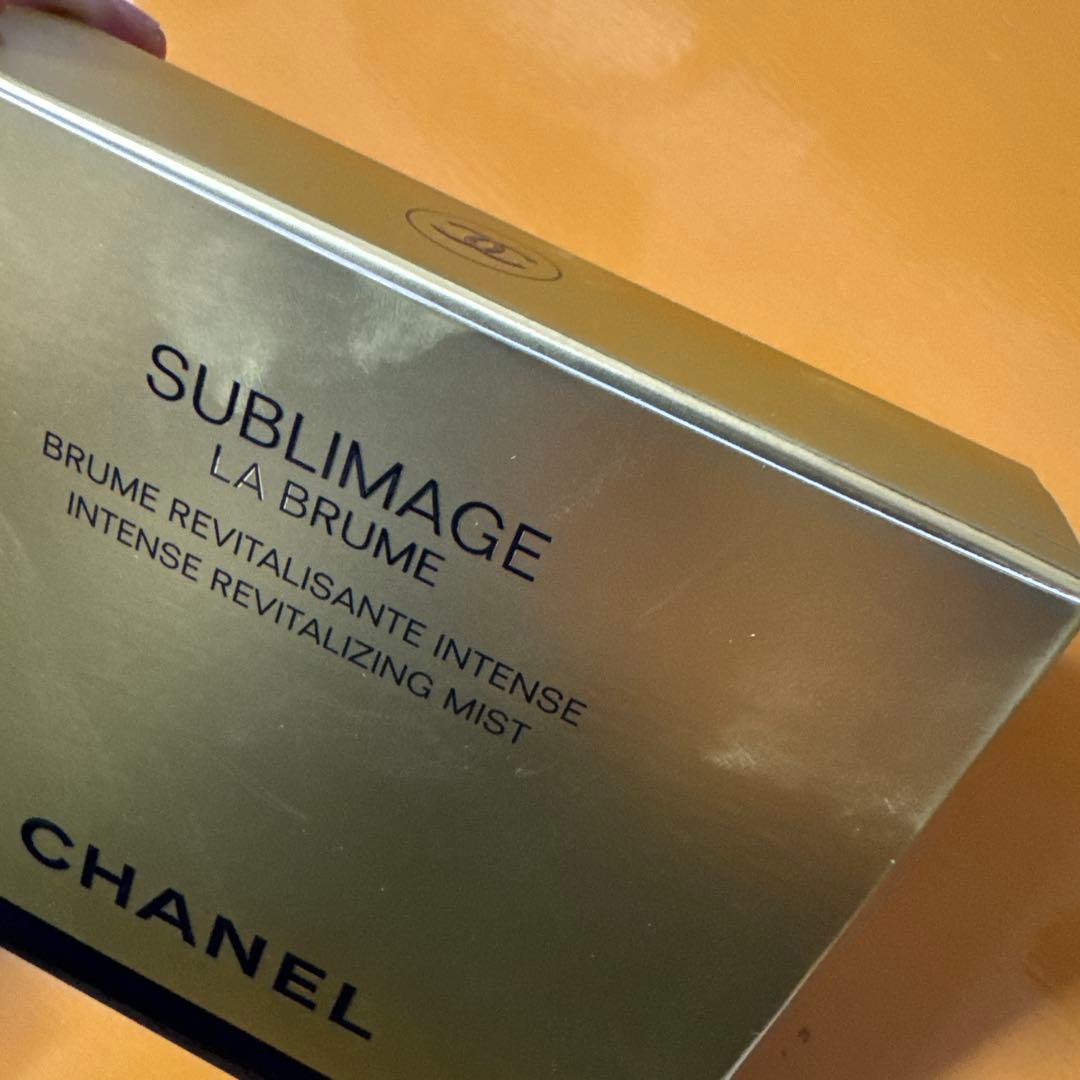 SUBLIMAGE
LA BRUME
BRUME REVITALISANTE INTENSE
INTENSE REVITALIZING MIST
CHANEL